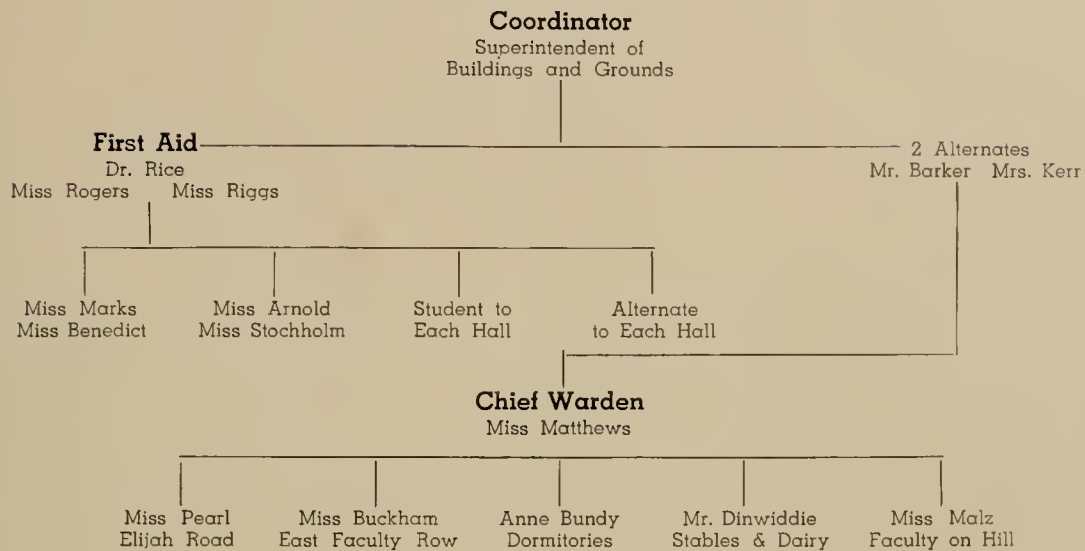 Coordinator
Superintendent of
Buildings and Grounds
First Aid
Dr. Rice
Miss Rogers Miss Riggs
2 Alternates
Mr. Barker Mrs. Kerr
Miss Marks
Miss Benedict
Miss Arnold
Miss Stochholm
Student to
Each Hall
Alternate
to Each Hall
Chief Warden
Miss Matthews
Miss Pearl
Elijah Road
Miss Buckham
East Faculty Row
Anne Bundy
Dormitories
Mr. Dinwiddie
Stables & Dairy
Miss Malz
Faculty on Hill